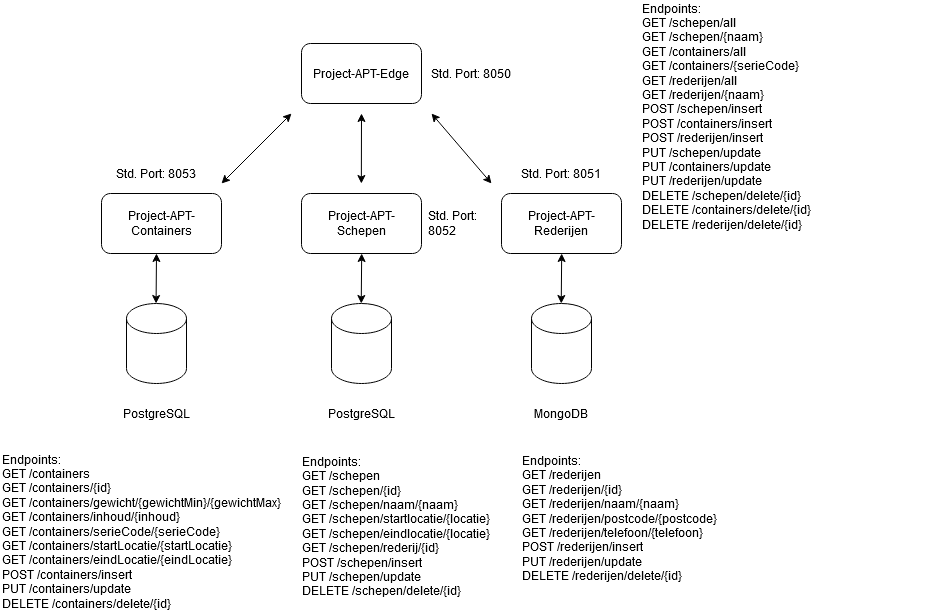 Endpoints:
GET /schepen/all
GET /schepen/{naam}
GET /containers/all
GET /containers/{serieCode}
GET /rederijen/all
GET /rederijen/{naam}
POST /schepen/insert
POST /containers/insert
POST /rederijen/insert
PUT /schepen/update
PUT /containers/update
PUT /rederijen/update
DELETE /schepen/delete/{id}
DELETE /containers/delete/{id}
DELETE /rederijen/delete/{id}
Project-APT-Edge
Std. Port: 8050
Std. Port: 8053
Project-APT-
Containers
Project-APT-
Schepen
Std. Port:
8052
Std. Port: 8051
Project-APT-
Rederijen
PostgreSQL
PostgreSQL
MongoDB
Endpoints:
GET /containers
GET /containers/{id}
GET /containers/gewicht/{gewichtMin}/{gewichtMax}
GET /containers/inhoud/{inhoud}
GET /containers/serieCode/{serieCode}
GET /containers/startLocatie/{startLocatie}
GET /containers/eindLocatie/{eindLocatie}
POST /containers/insert
PUT /containers/update
DELETE /containers/delete/{id}
Endpoints:
GET /schepen
GET /schepen/{id}
GET /schepen/naam/{naam}
GET /schepen/startlocatie/{locatie}
GET /schepen/eindlocatie/{locatie}
GET /schepen/rederij/{id}
POST /schepen/insert
PUT /schepen/update
DELETE /schepen/delete/{id}
Endpoints:
GET /rederijen
GET /rederijen/{id}
GET /rederijen/naam/{naam}
GET /rederijen/postcode/{postcode}
GET /rederijen/telefoon/{telefoon}
POST /rederijen/insert
PUT /rederijen/update
DELETE /rederijen/delete/{id}